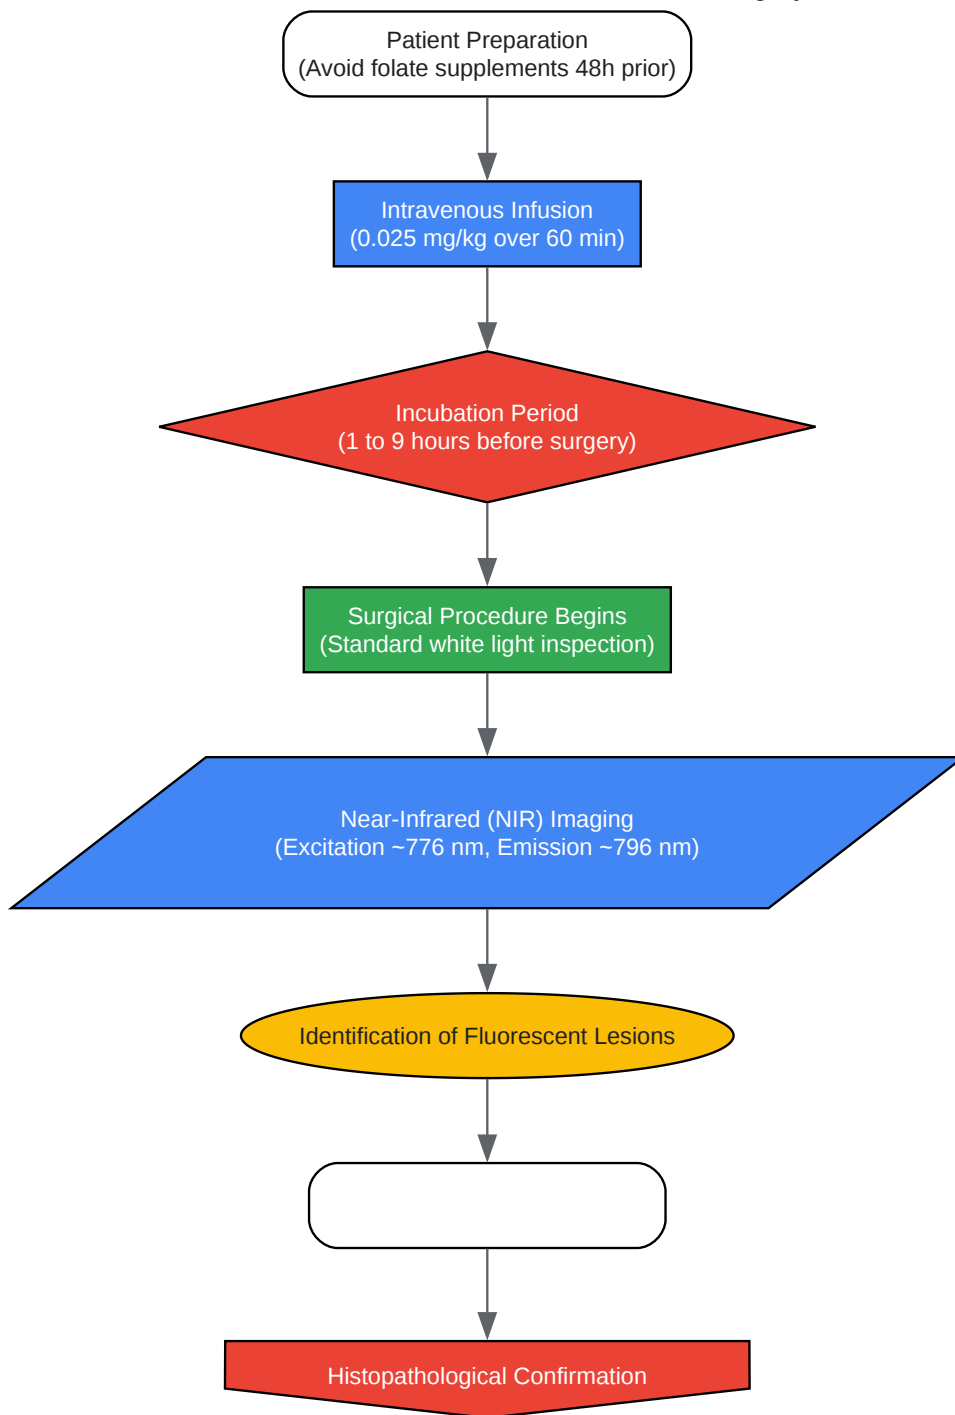 Patient Preparation
(Avoid folate supplements 48h prior)
Intravenous Infusion
(0.025 mg/kg over 60 min)
Incubation Period
(1 to 9 hours before surgery)
Surgical Procedure Begins
(Standard white light inspection)
Near-Infrared (NIR) Imaging
(Excitation ~776 nm, Emission ~796 nm)
Identification of Fluorescent Lesions
Histopathological Confirmation